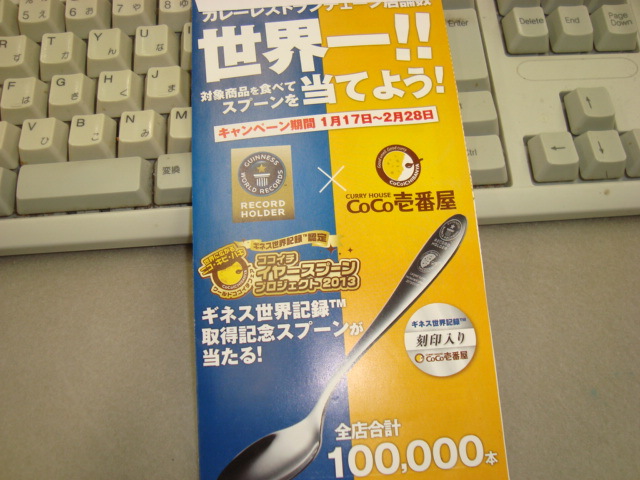 カレーレストランチェーン店舗数
世界一!!
対象商品を食べて
スプーンを
当てよう!
キャンペーン期間 1月17日～2月28日
GUINNESS
WORLD RECORDS
RECORD
HOLDER
×
CURRY HOUSE
CoCo壱番屋
ギネス世界記録™認定
ココイチ
イヤースプーン
プロジェクト2013
ギネス世界記録™
取得記念スプーンが
当たる!
ギネス世界記録™
刻印入り
CoCo壱番屋
全店合計
100,000本
Enter
End
Page
Down
R
T
Y
F
G
H
V
B
N
M
変換